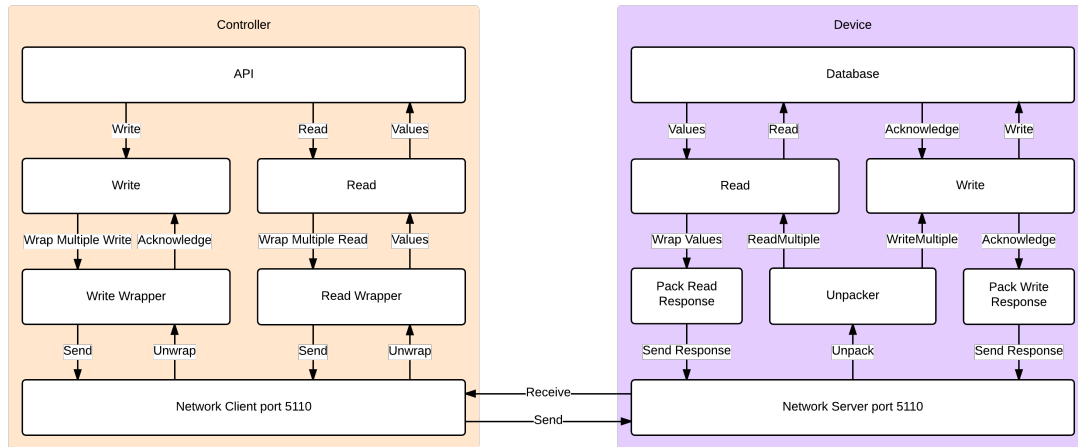 Controller
Device
API
Database
Write
Read
Values
Values
Read
Acknowledge
Write
Write
Read
Read
Write
Wrap Multiple Write
Acknowledge
Wrap Multiple Read
Values
Wrap Values
ReadMultiple
WriteMultiple
Acknowledge
Write Wrapper
Read Wrapper
Pack Read
Response
Unpacker
Pack Write
Response
Send
Unwrap
Send
Unwrap
Send Response
Unpack
Send Response
Network Client port 5110
Receive
Send
Network Server port 5110